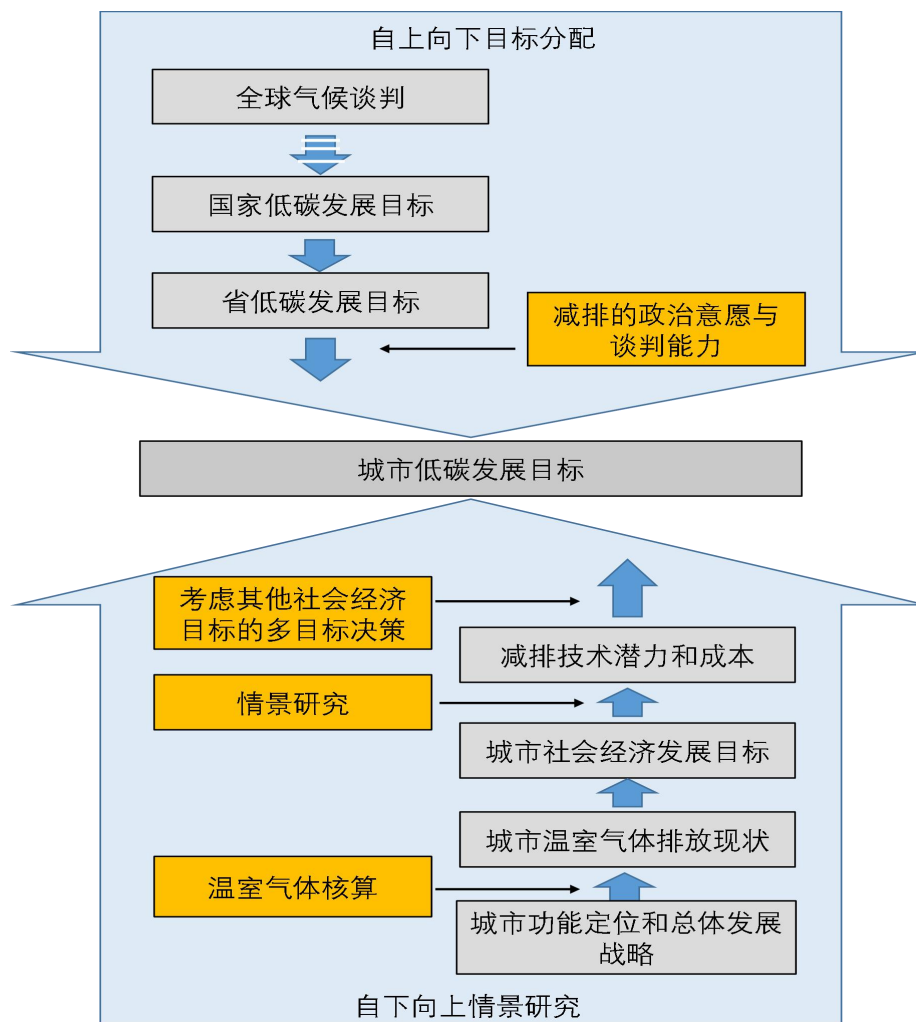 自上向下目标分配
全球气候谈判
国家低碳发展目标
省低碳发展目标
减排的政治意愿与
谈判能力
城市低碳发展目标
考虑其他社会经济
目标的多目标决策
减排技术潜力和成本
情景研究
城市社会经济发展目标
城市温室气体排放现状
温室气体核算
城市功能定位和总体发展
战略
自下向上情景研究